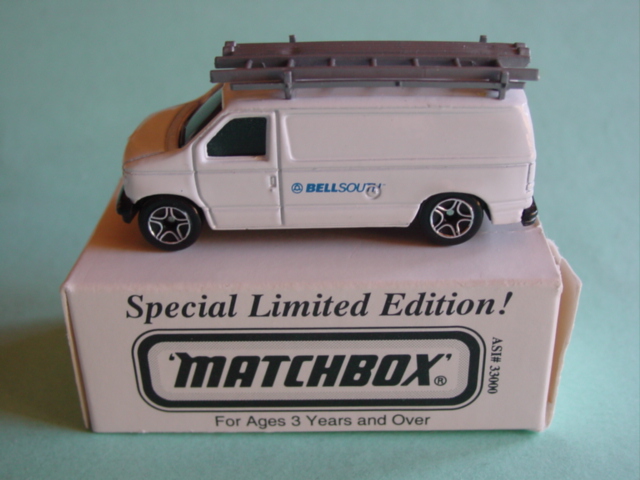 BELLSOUTH
Special Limited Edition!
'MATCHBOX'®
ASI# 33000
For Ages 3 Years and Over